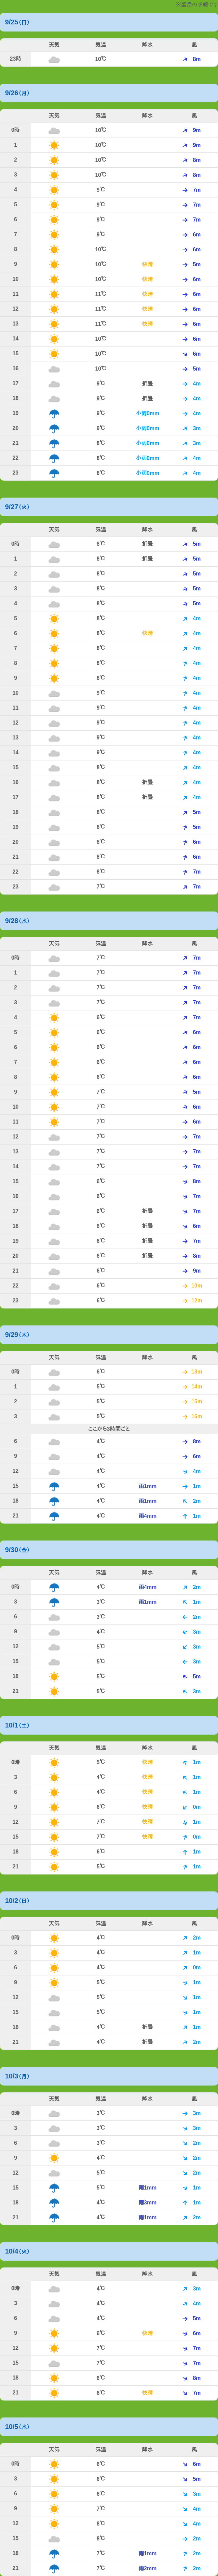 ※製造の予報です
9/25(日)
天気 気温 降水 風
23時 10℃ 8m
9/26(月)
天気 気温 降水 風
0時 10℃ 9m
1 10℃ 9m
2 10℃ 8m
3 10℃ 8m
4 9℃ 7m
5 9℃ 7m
6 9℃ 7m
7 9℃ 6m
8 10℃ 6m
9 10℃ 快晴 5m
10 10℃ 快晴 6m
11 11℃ 快晴 6m
12 11℃ 快晴 6m
13 11℃ 快晴 6m
14 10℃ 6m
15 10℃ 6m
16 10℃ 5m
17 9℃ 折畳 4m
18 9℃ 折畳 4m
19 9℃ 小雨0mm 4m
20 9℃ 小雨0mm 3m
21 8℃ 小雨0mm 3m
22 8℃ 小雨0mm 4m
23 8℃ 小雨0mm 4m
9/27(火)
天気 気温 降水 風
0時 8℃ 折畳 5m
1 8℃ 折畳 5m
2 8℃ 5m
3 8℃ 5m
4 8℃ 5m
5 8℃ 4m
6 8℃ 快晴 4m
7 8℃ 4m
8 8℃ 4m
9 8℃ 4m
10 9℃ 4m
11 9℃ 4m
12 9℃ 4m
13 9℃ 4m
14 9℃ 4m
15 8℃ 4m
16 8℃ 折畳 4m
17 8℃ 折畳 4m
18 8℃ 5m
19 8℃ 5m
20 8℃ 6m
21 8℃ 6m
22 8℃ 7m
23 7℃ 7m
9/28(水)
天気 気温 降水 風
0時 7℃ 7m
1 7℃ 7m
2 7℃ 7m
3 7℃ 7m
4 6℃ 7m
5 6℃ 6m
6 6℃ 6m
7 6℃ 6m
8 6℃ 6m
9 7℃ 5m
10 7℃ 6m
11 7℃ 6m
12 7℃ 7m
13 7℃ 7m
14 7℃ 7m
15 6℃ 8m
16 6℃ 7m
17 6℃ 折畳 7m
18 6℃ 折畳 6m
19 6℃ 折畳 7m
20 6℃ 折畳 8m
21 6℃ 9m
22 6℃ 10m
23 6℃ 12m
9/29(木)
天気 気温 降水 風
0時 6℃ 13m
1 5℃ 14m
2 5℃ 15m
3 5℃ 16m
ここから3時間ごと
6 4℃ 8m
9 4℃ 6m
12 4℃ 4m
15 4℃ 雨1mm 1m
18 4℃ 雨1mm 2m
21 4℃ 雨4mm 1m
9/30(金)
天気 気温 降水 風
0時 4℃ 雨4mm 2m
3 3℃ 雨1mm 1m
6 3℃ 2m
9 4℃ 3m
12 5℃ 3m
15 5℃ 3m
18 5℃ 5m
21 5℃ 3m
10/1(土)
天気 気温 降水 風
0時 5℃ 快晴 1m
3 4℃ 快晴 1m
6 4℃ 快晴 1m
9 6℃ 快晴 0m
12 7℃ 快晴 1m
15 7℃ 快晴 0m
18 6℃ 1m
21 5℃ 1m
10/2(日)
天気 気温 降水 風
0時 4℃ 2m
3 4℃ 1m
6 4℃ 0m
9 5℃ 1m
12 5℃ 1m
15 5℃ 1m
18 4℃ 折畳 1m
21 4℃ 折畳 2m
10/3(月)
天気 気温 降水 風
0時 3℃ 3m
3 3℃ 3m
6 3℃ 2m
9 4℃ 2m
12 5℃ 2m
15 5℃ 雨1mm 1m
18 4℃ 雨3mm 1m
21 4℃ 雨1mm 2m
10/4(火)
天気 気温 降水 風
0時 4℃ 3m
3 4℃ 4m
6 4℃ 5m
9 6℃ 快晴 6m
12 7℃ 7m
15 7℃ 7m
18 6℃ 8m
21 6℃ 快晴 7m
10/5(水)
天気 気温 降水 風
0時 6℃ 6m
3 6℃ 5m
6 6℃ 3m
9 7℃ 4m
12 8℃ 4m
15 8℃ 2m
18 7℃ 雨1mm 2m
21 7℃ 雨2mm 2m